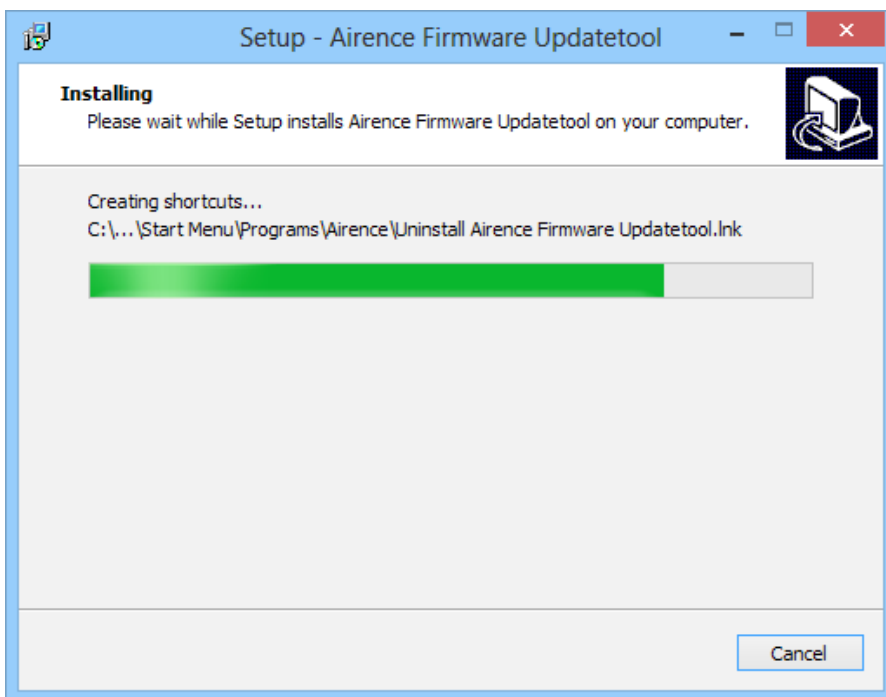 Setup - Airence Firmware Updatetool
Installing
Please wait while Setup installs Airence Firmware Updatetool on your computer.
Creating shortcuts...
C:\...\Start Menu\Programs\Airence\Uninstall Airence Firmware Updatetool.lnk
Cancel